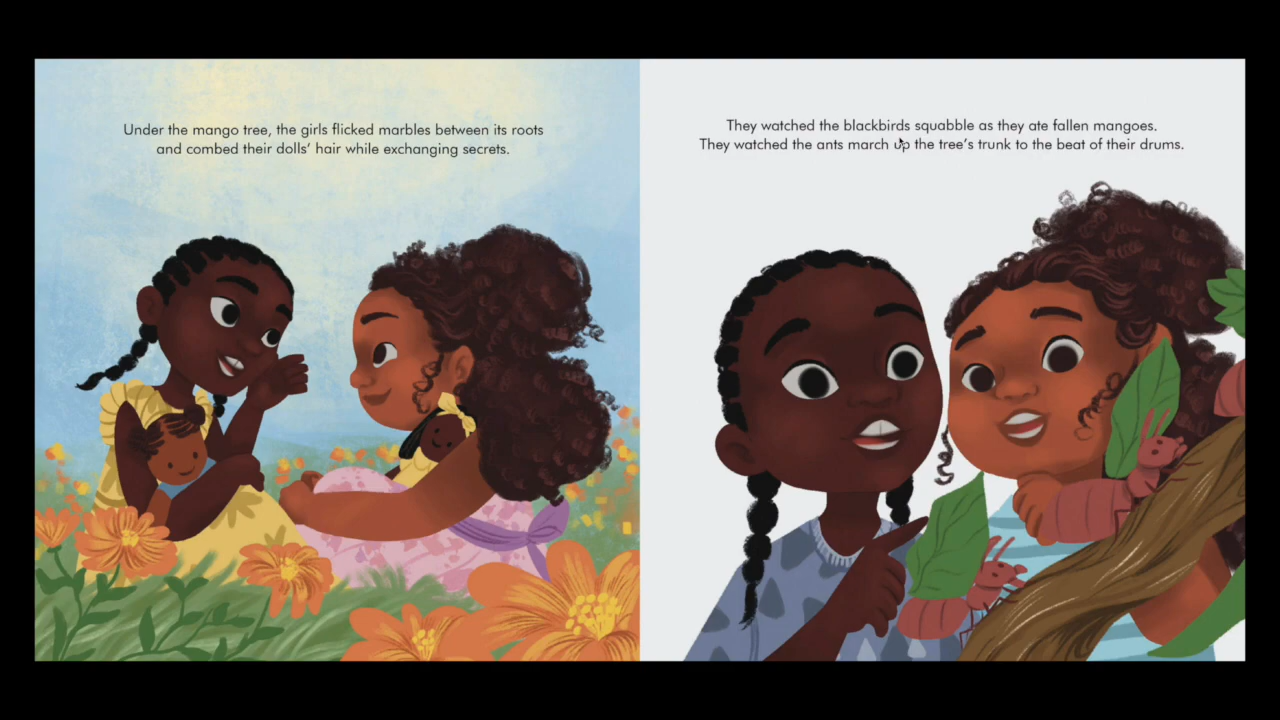 Under the mango tree, the girls flicked marbles between its roots
and combed their dolls’ hair while exchanging secrets.
They watched the blackbirds squabble as they ate fallen mangoes.
They watched the ants march up the tree’s trunk to the beat of their drums.